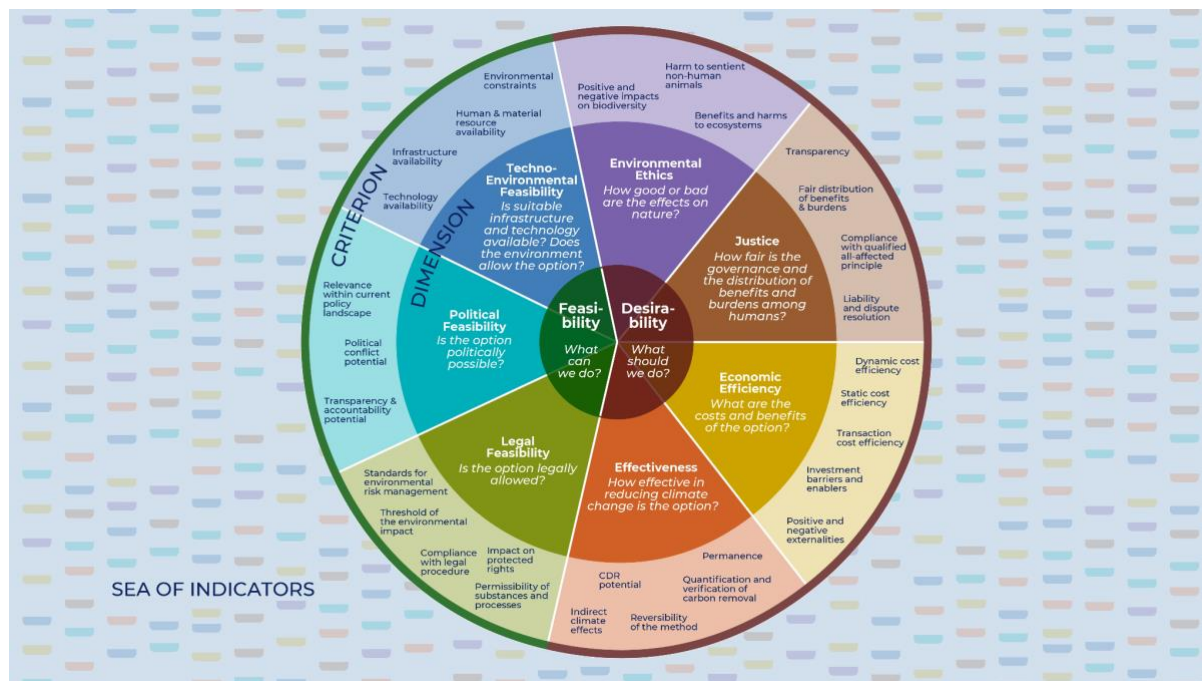 Environmental
constraints
Human & material
resource
availability
Infrastructure
availability
Technology
availability
CRITERION
DIMENSION
Techno-
Environmental
Feasibility
Is suitable
infrastructure
and technology
available? Does
the environment
allow the option?
Positive and
negative impacts
on biodiversity
Harm to sentient
non-human
animals
Benefits and harms
to ecosystems
Environmental
Ethics
How good or bad
are the effects on
nature?
Transparency
Fair distribution
of benefits
& burdens
Compliance
with qualified
all-affected
principle
Liability
and dispute
resolution
Justice
How fair is the
governance and
the distribution of
benefits and
burdens among
humans?
Feasi-
bility
What
can
we do?
Desira-
bility
What
should
we do?
Relevance
within current
policy
landscape
Political
conflict
potential
Transparency &
accountability
potential
Political
Feasibility
Is the option
politically
possible?
Economic
Efficiency
What are the
costs and benefits
of the option?
Dynamic cost
efficiency
Static cost
efficiency
Transaction
cost efficiency
Investment
barriers and
enablers
Positive and
negative
externalities
Legal
Feasibility
Is the option legally
allowed?
Standards for
environmental
risk management
Threshold of
the environmental
impact
Compliance
with legal
procedure
Impact on
protected
rights
Permissibility of
substances and
processes
Effectiveness
How effective in
reducing climate
change is the option?
CDR
potential
Permanence
Quantification and
verification of
carbon removal
Indirect
climate
effects
Reversibility
of the method
SEA OF INDICATORS